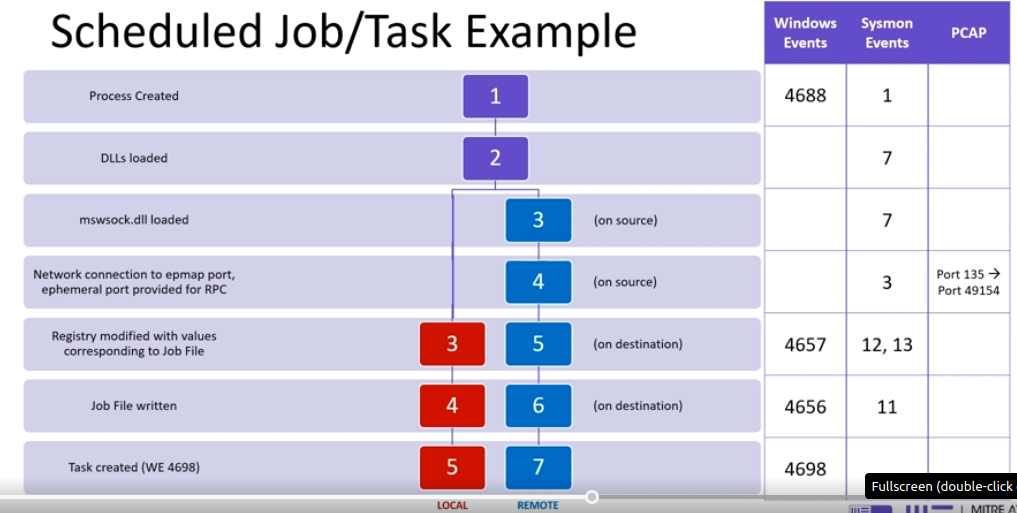 Scheduled Job/Task Example
Windows Events
Sysmon Events
PCAP
Process Created
1
4688
1
DLLs loaded
2
7
mswsock.dll loaded
3
(on source)
7
Network connection to epmap port,
ephemeral port provided for RPC
4
(on source)
3
Port 135 →
Port 49154
Registry modified with values
corresponding to Job File
3
5
(on destination)
4657
12, 13
Job File written
4
6
(on destination)
4656
11
Task created (WE 4698)
5
7
4698
Fullscreen (double-click
LOCAL
REMOTE
| MITRE AT